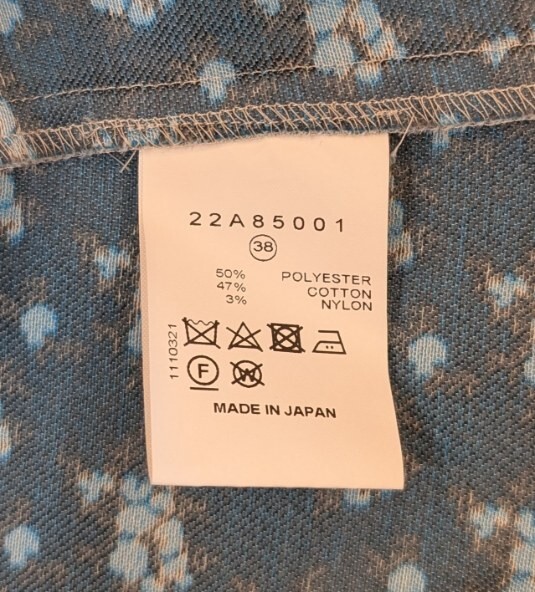 22A85001
38
50% POLYESTER
47% COTTON
3% NYLON
1110321
F W
MADE IN JAPAN